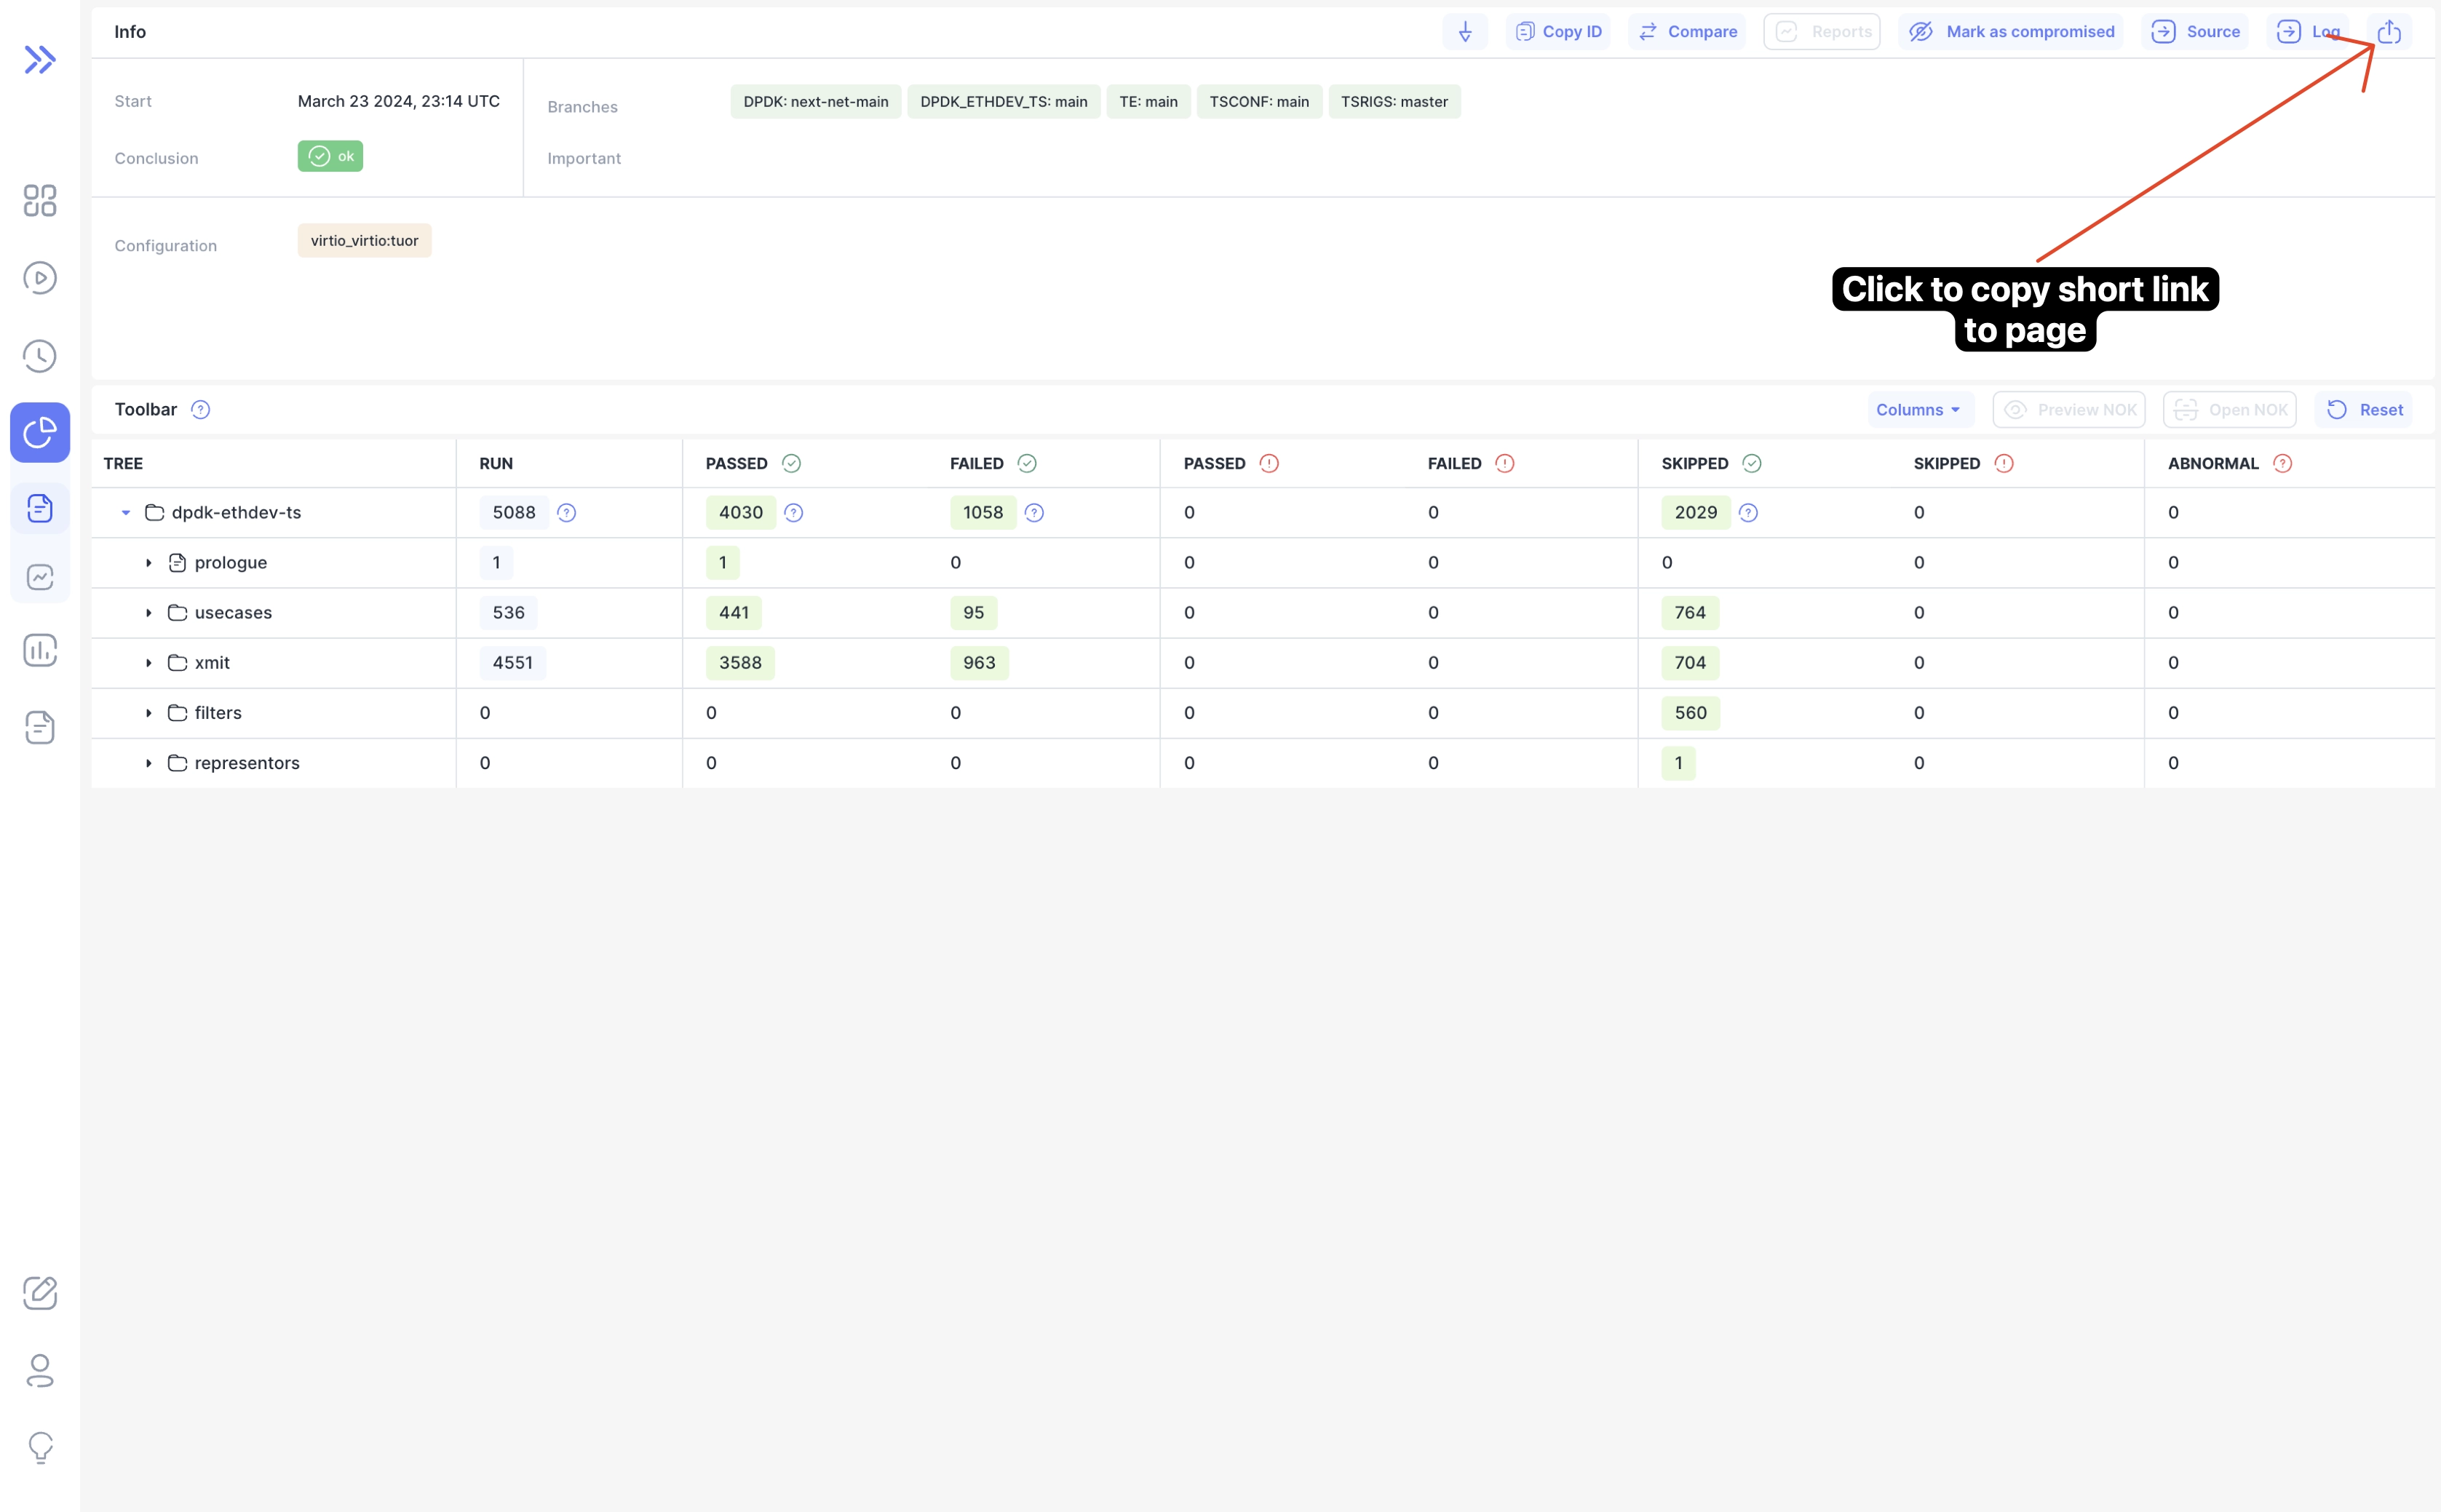 Info
Copy ID
Compare
Reports
Mark as compromised
Source
Log
Start
March 23 2024, 23:14 UTC
Branches
DPDK: next-net-main
DPDK_ETHDEV_TS: main
TE: main
TSCONF: main
TSRIGS: master
Conclusion
ok
Important
Configuration
virtio_virtio:tuor
Click to copy short link
to page
Toolbar
Columns
Preview NOK
Open NOK
Reset
TREE RUN PASSED FAILED PASSED FAILED SKIPPED SKIPPED ABNORMAL
dpdk-ethdev-ts 5088 4030 1058 0 0 2029 0 0
prologue 1 1 0 0 0 0 0 0
usecases 536 441 95 0 0 764 0 0
xmit 4551 3588 963 0 0 704 0 0
filters 0 0 0 0 0 560 0 0
representors 0 0 0 0 0 1 0 0